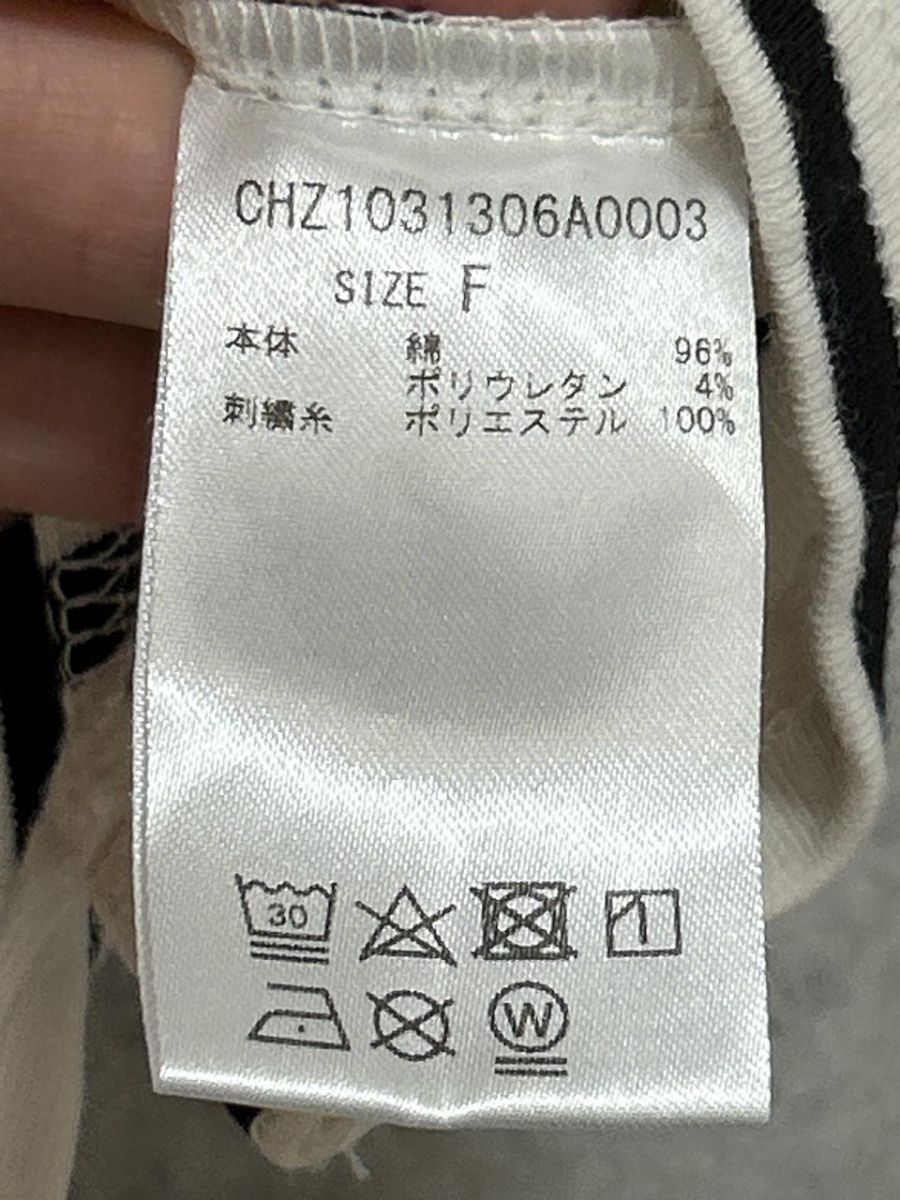 CHZ1031306A0003
SIZE F
本体 綿 96%
ポリウレタン 4%
刺繍糸 ポリエステル 100%
30
W